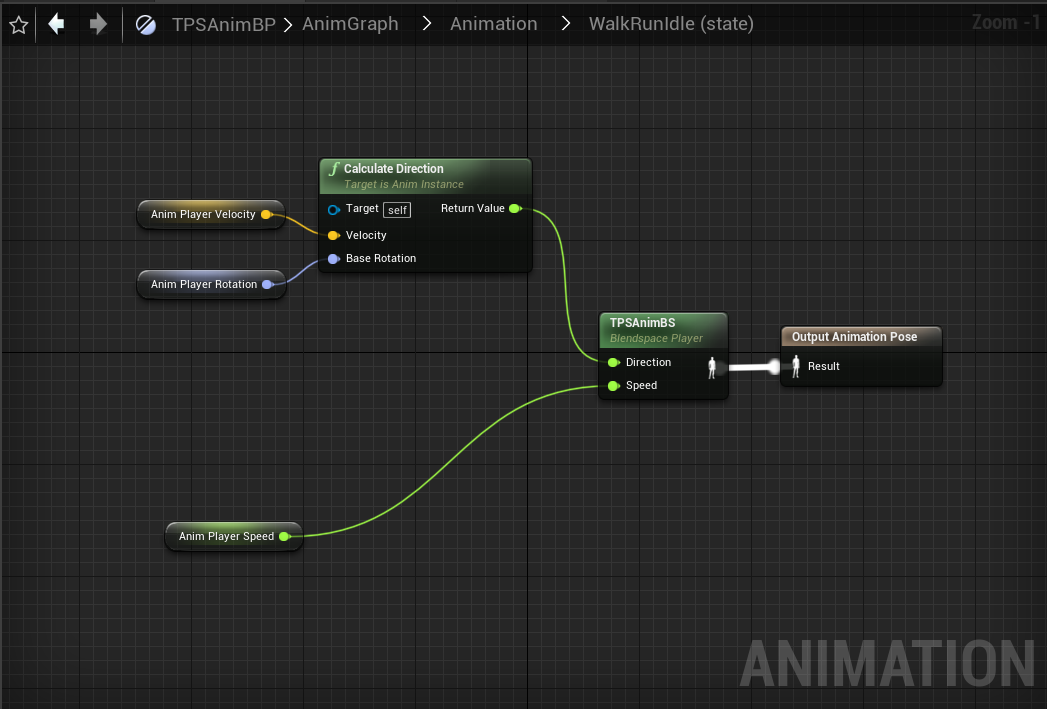 TPSAnimBP > AnimGraph > Animation > WalkRunIdle (state)
Zoom -1
Calculate Direction
Target is Anim Instance
Target self Return Value
Velocity
Base Rotation
Anim Player Velocity
Anim Player Rotation
TPSAnimBS
Blendspace Player
Direction
Speed
Output Animation Pose
Result
Anim Player Speed
ANIMATION